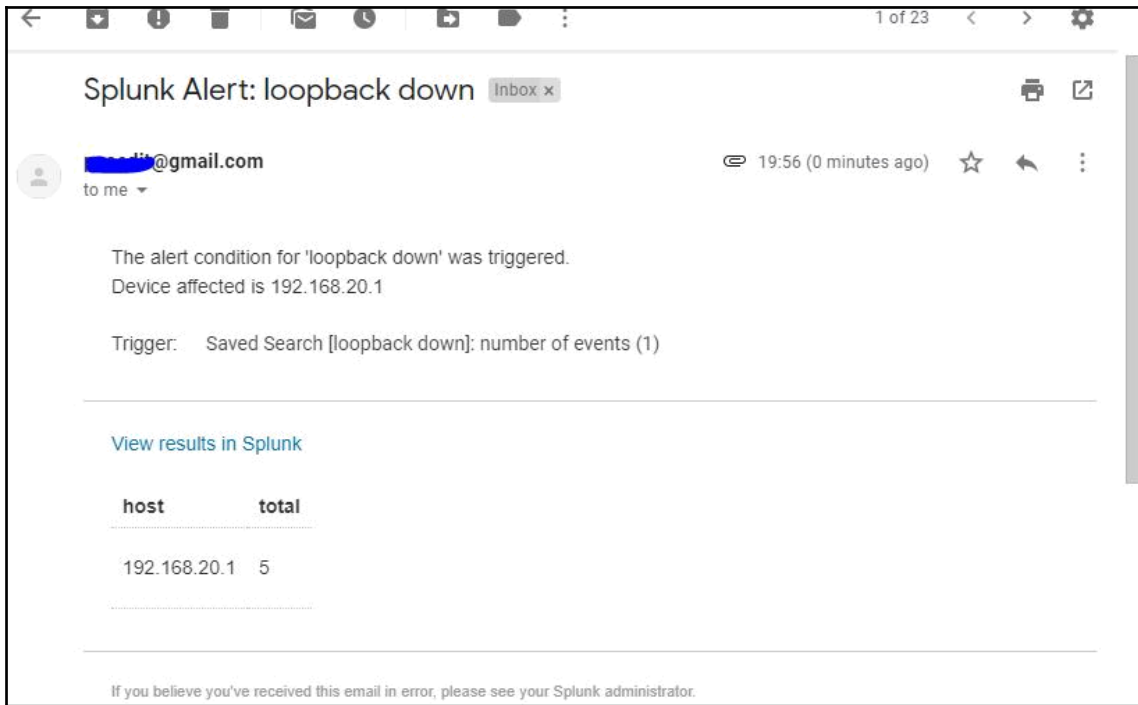 1 of 23
Splunk Alert: loopback down Inbox x
@gmail.com 19:56 (0 minutes ago)
to me
The alert condition for 'loopback down' was triggered.
Device affected is 192.168.20.1
Trigger: Saved Search [loopback down]: number of events (1)
View results in Splunk
host total
192.168.20.1 5
If you believe you've received this email in error, please see your Splunk administrator.